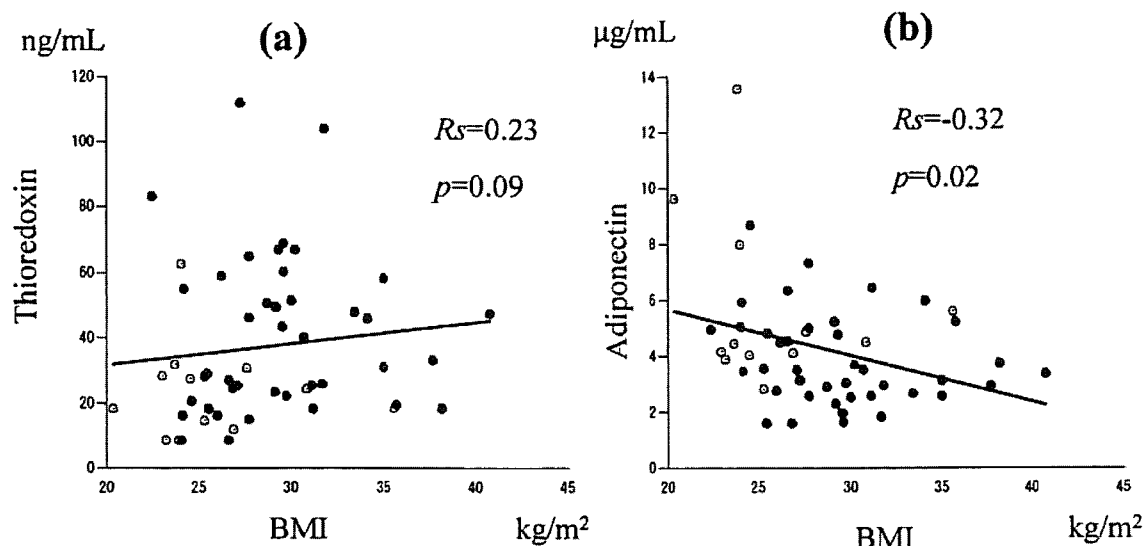 ng/mL
(a)
120
100
80
60
40
20
0
Thioredoxin
Rs=0.23
p=0.09
20 25 30 35 40 45
BMI
kg/m²
μg/mL
(b)
14
12
10
8
6
4
2
0
Adiponectin
Rs=-0.32
p=0.02
20 25 30 35 40 45
BMI
kg/m²